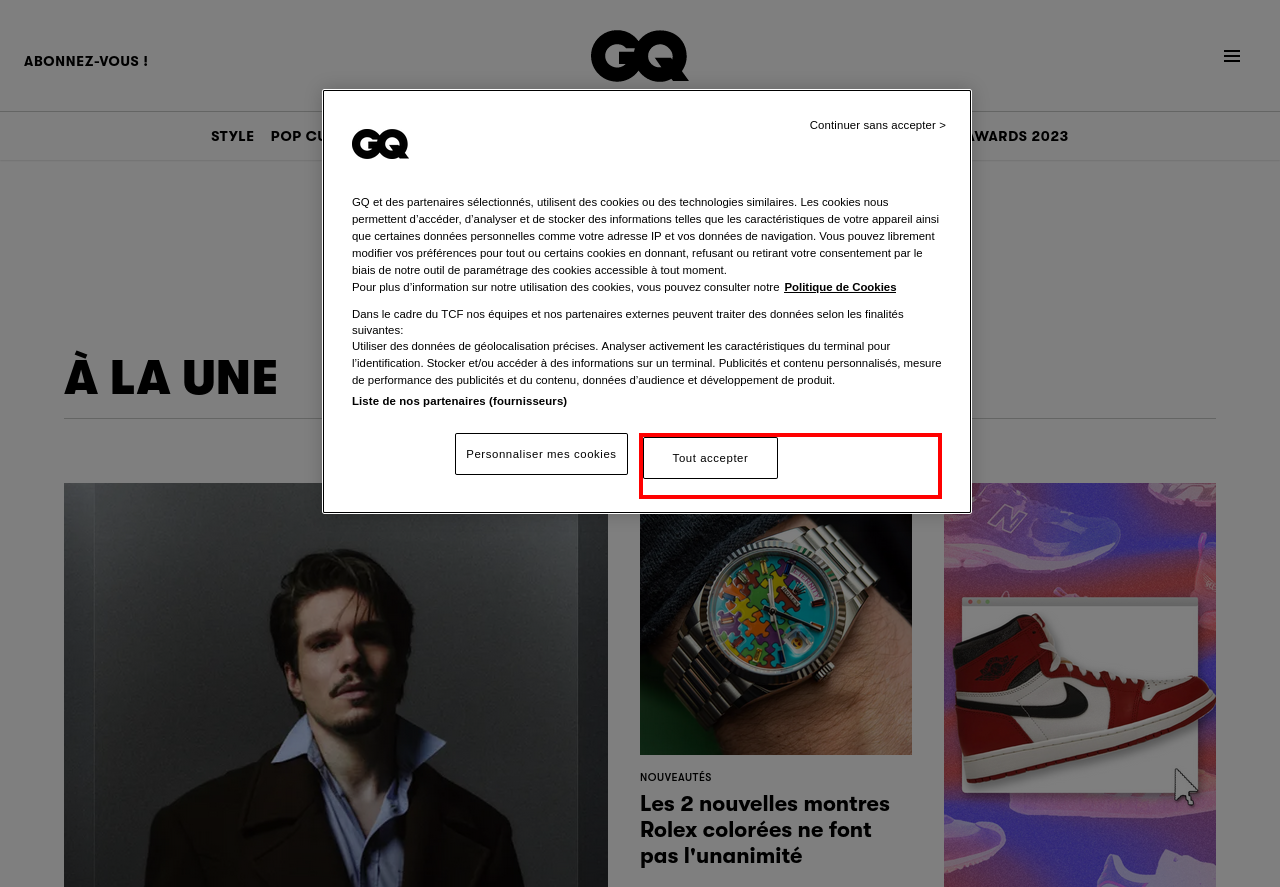 ABONNEZ-VOUS !
GQ
STYLE POP CU
AWARDS 2023
Continuer sans accepter >
GQ
GQ et des partenaires sélectionnés, utilisent des cookies ou des technologies similaires. Les cookies nous
permettent d’accéder, d’analyser et de stocker des informations telles que les caractéristiques de votre appareil ainsi
que certaines données personnelles comme votre adresse IP et vos données de navigation. Vous pouvez librement
modifier vos préférences pour tout ou certains cookies en donnant, refusant ou retirant votre consentement par le
biais de notre outil de paramétrage des cookies accessible à tout moment.
Pour plus d’information sur notre utilisation des cookies, vous pouvez consulter notre Politique de Cookies
Dans le cadre du TCF nos équipes et nos partenaires externes peuvent traiter des données selon les finalités
suivantes:
Utiliser des données de géolocalisation précises. Analyser activement les caractéristiques du terminal pour
l’identification. Stocker et/ou accéder à des informations sur un terminal. Publicités et contenu personnalisés, mesure
de performance des publicités et du contenu, données d’audience et développement de produit.
Liste de nos partenaires (fournisseurs)
Personnaliser mes cookies
Tout accepter
À LA UNE
NOUVEAUTÉS
Les 2 nouvelles montres
Rolex colorées ne font
pas l'unanimité